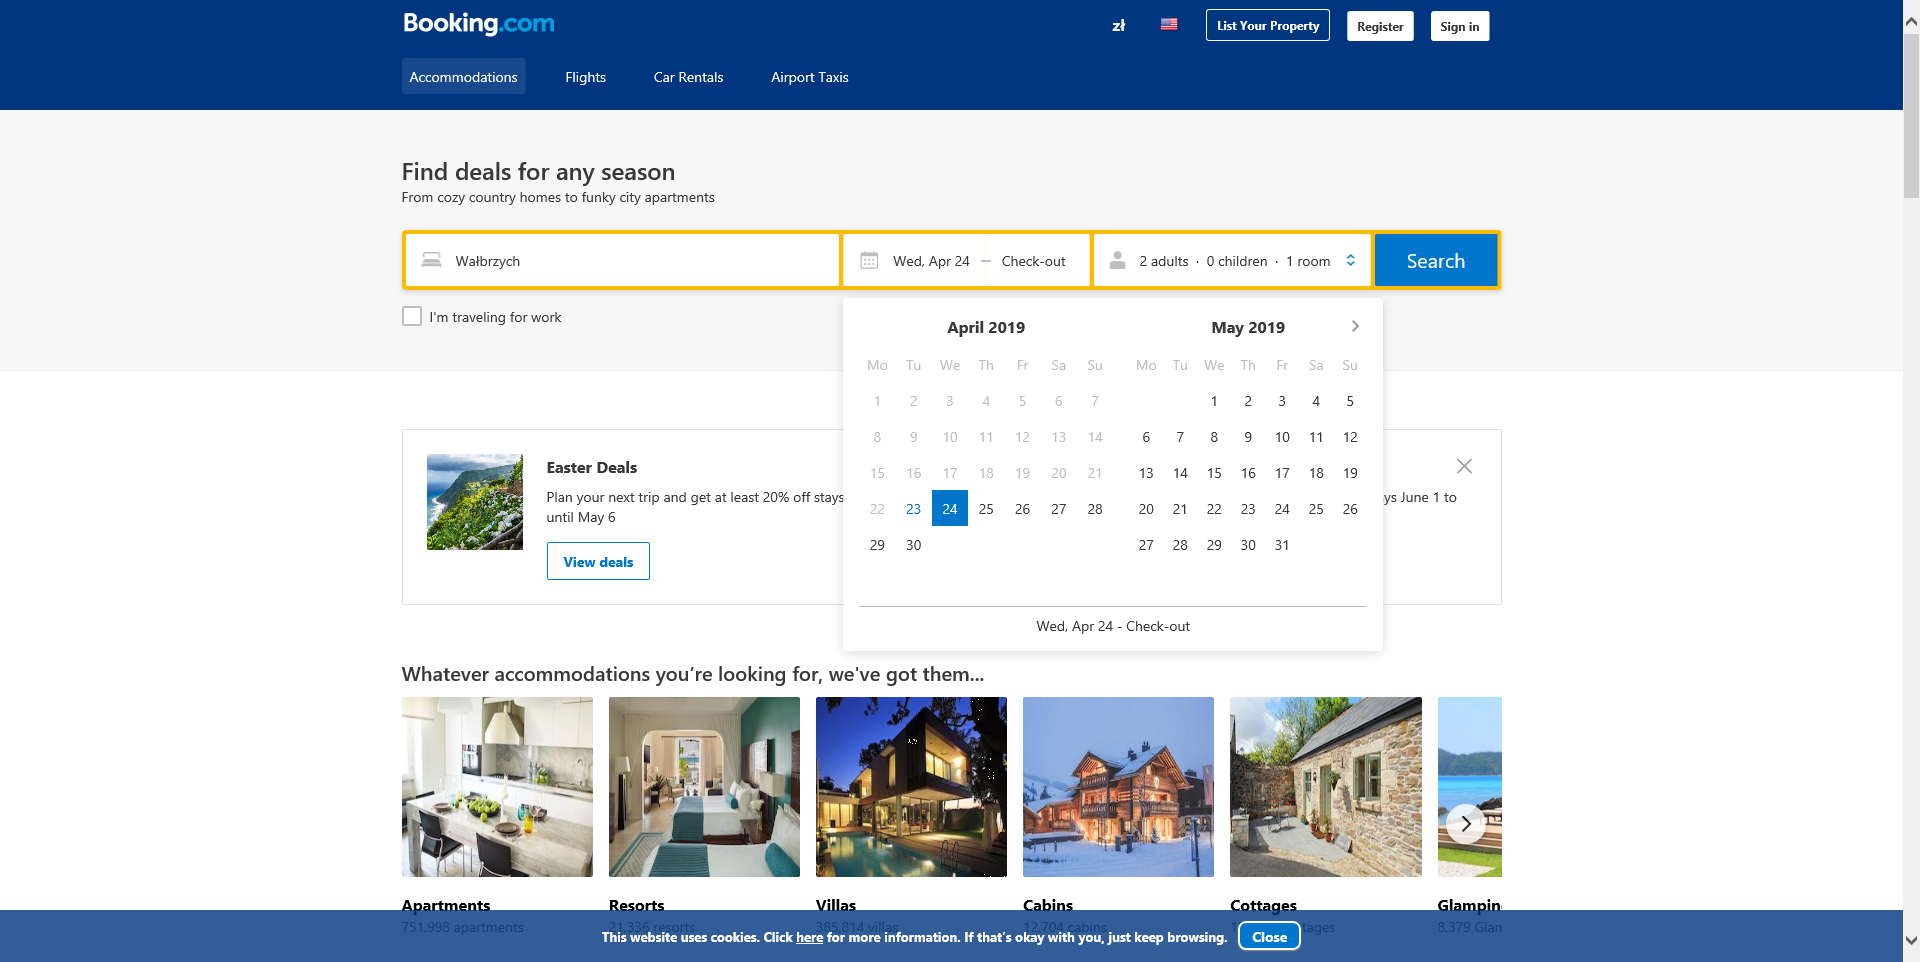 Booking.com
zł
List Your Property
Register
Sign in
Accommodations
Flights
Car Rentals
Airport Taxis
Find deals for any season
From cozy country homes to funky city apartments
Wałbrzych
Wed, Apr 24 — Check-out
2 adults · 0 children · 1 room
Search
I'm traveling for work
April 2019
Mo Tu We Th Fr Sa Su
1 2 3 4 5 6 7
8 9 10 11 12 13 14
15 16 17 18 19 20 21
22 23 24 25 26 27 28
29 30
May 2019
Mo Tu We Th Fr Sa Su
1 2 3 4 5
6 7 8 9 10 11 12
13 14 15 16 17 18 19
20 21 22 23 24 25 26
27 28 29 30 31
Wed, Apr 24 - Check-out
Easter Deals
Plan your next trip and get at least 20% off stays
until May 6
View deals
ys June 1 to
Whatever accommodations you’re looking for, we've got them...
Apartments
751,998 apartments
Resorts
21,336 resorts
Villas
385,814 villas
Cabins
12,704 cabins
Cottages
tages
Glampin
8,379 Glam
This website uses cookies. Click here for more information. If that's okay with you, just keep browsing.
Close